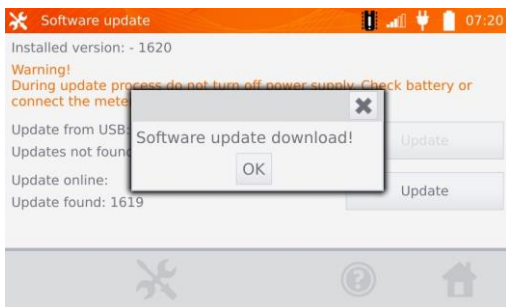 Software update
07:20
Installed version: - 1620
Warning!
During update process do not turn off power supply. Check battery or
connect the mete
Software update download!
OK
Update from USB:
Updates not found
Update
Update online:
Update found: 1619
Update